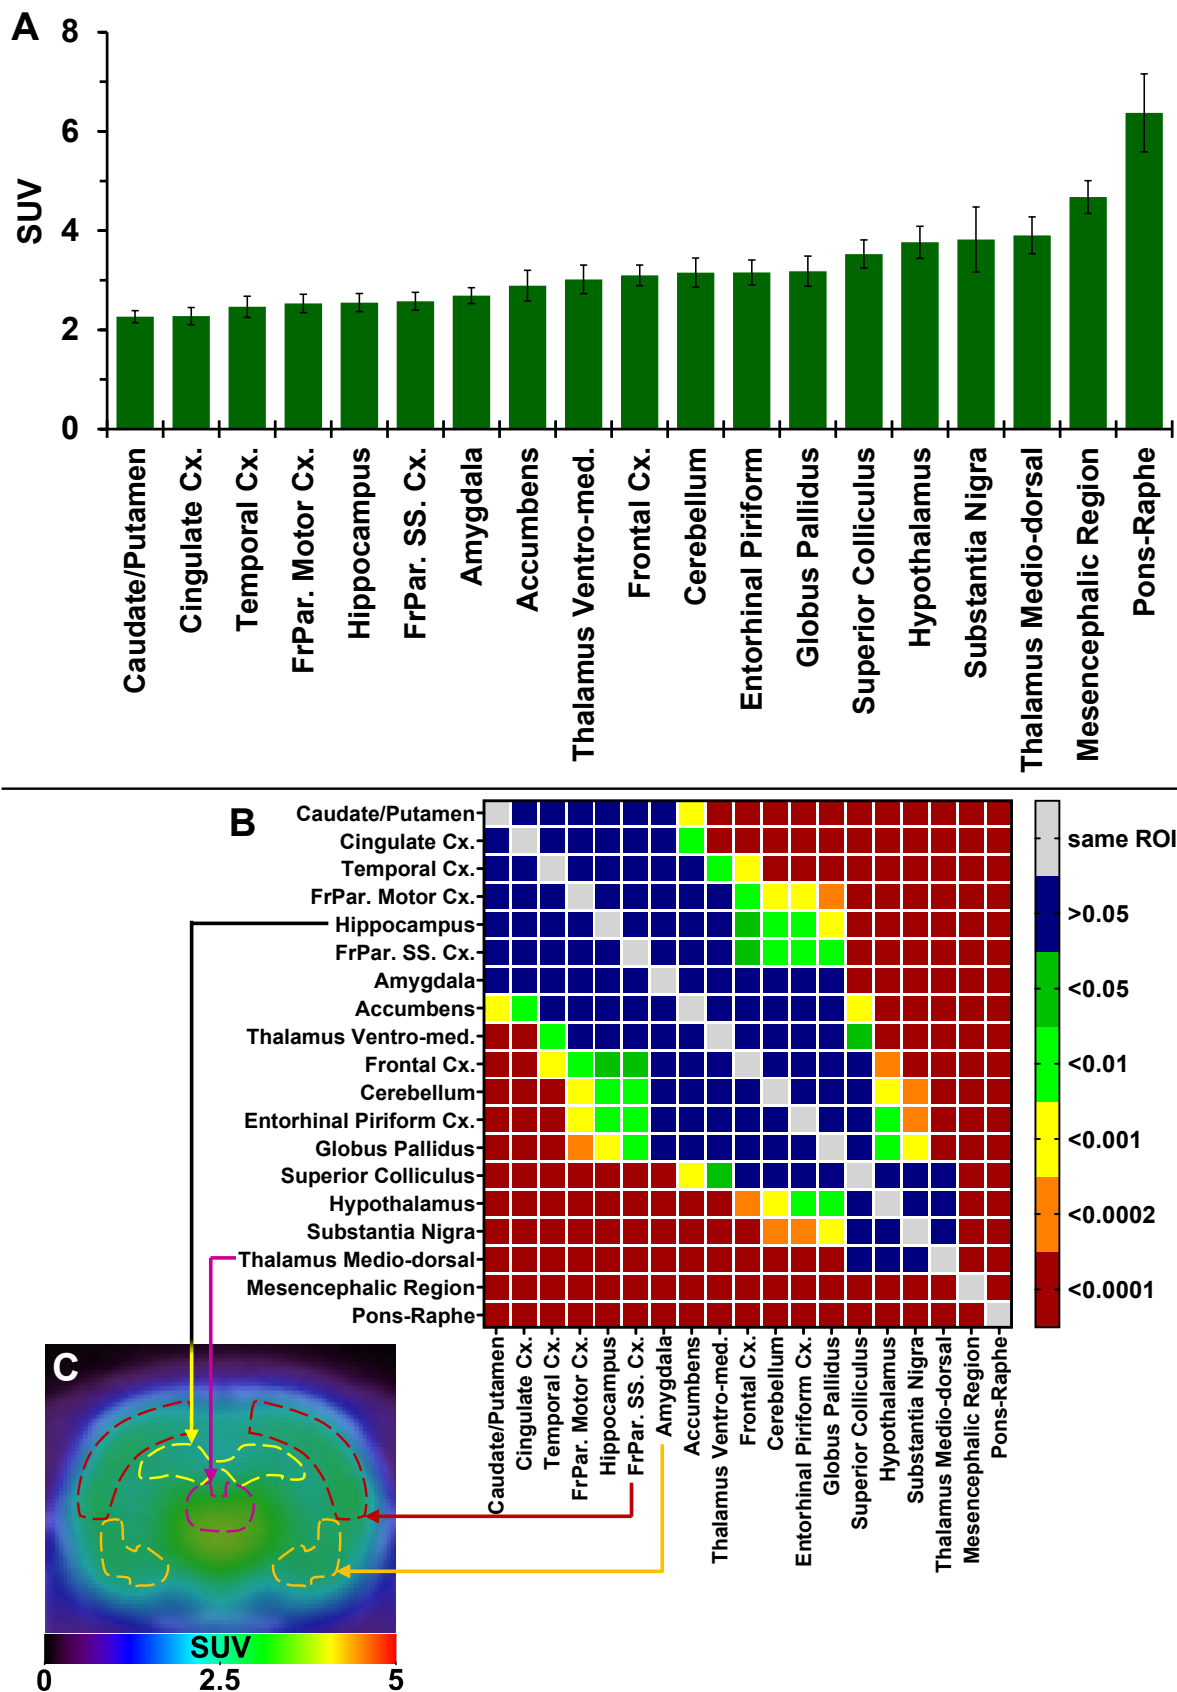 A
8
6
4
2
0
SUV
Caudate/Putamen
Cingulate Cx.
Temporal Cx.
FrPar. Motor Cx.
Hippocampus
FrPar. SS. Cx.
Amygdala
Accumbens
Thalamus Ventro-med.
Frontal Cx.
Cerebellum
Entorhinal Piriform
Globus Pallidus
Superior Colliculus
Hypothalamus
Substantia Nigra
Thalamus Medio-dorsal
Mesencephalic Region
Pons-Raphe
B
Caudate/Putamen
Cingulate Cx.
Temporal Cx.
FrPar. Motor Cx.
Hippocampus
FrPar. SS. Cx.
Amygdala
Accumbens
Thalamus Ventro-med.
Frontal Cx.
Cerebellum
Entorhinal Piriform Cx.
Globus Pallidus
Superior Colliculus
Hypothalamus
Substantia Nigra
Thalamus Medio-dorsal
Mesencephalic Region
Pons-Raphe
same ROI
>0.05
<0.05
<0.01
<0.001
<0.0002
<0.0001
Caudate/Putamen
Cingulate Cx.
Temporal Cx.
FrPar. Motor Cx.
Hippocampus
FrPar. SS. Cx.
Amygdala
Accumbens
Thalamus Ventro-med.
Frontal Cx.
Cerebellum
Entorhinal Piriform Cx.
Globus Pallidus
Superior Colliculus
Hypothalamus
Substantia Nigra
Thalamus Medio-dorsal
Mesencephalic Region
Pons-Raphe
C
SUV
0
2.5
5